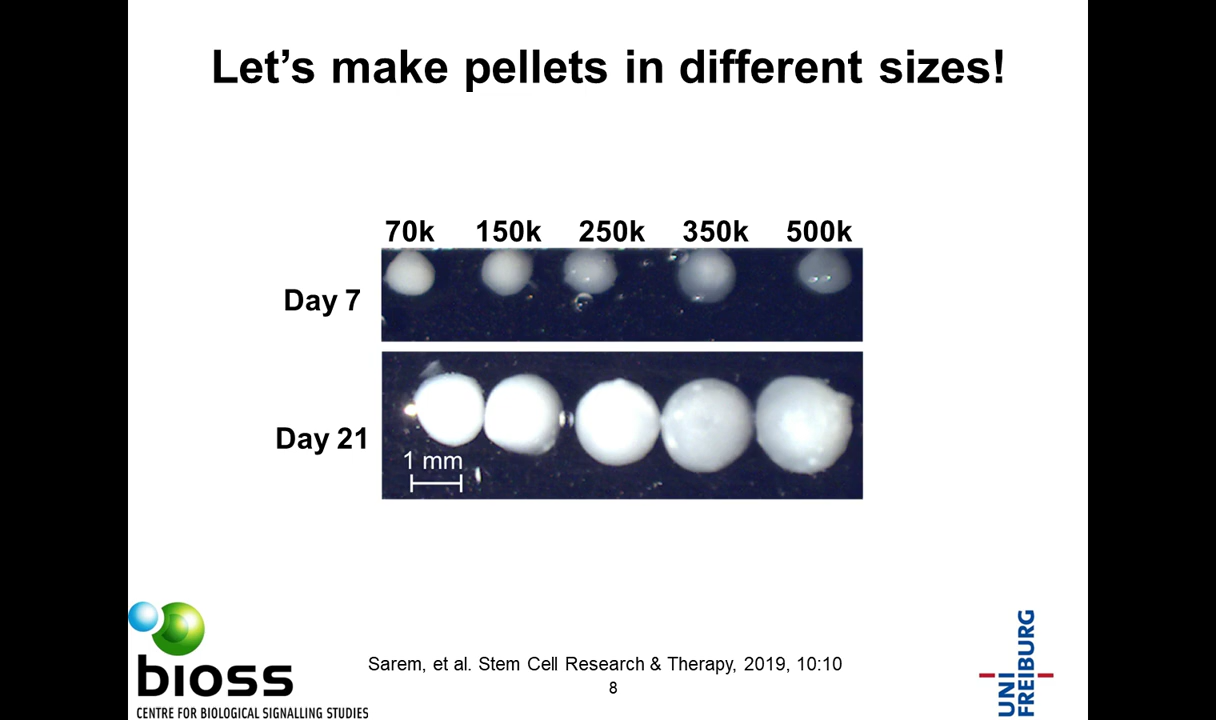 Let's make pellets in different sizes!
70k 150k 250k 350k 500k
Day 7
Day 21
1 mm
bioss
CENTRE FOR BIOLOGICAL SIGNALLING STUDIES
Sarem, et al. Stem Cell Research & Therapy, 2019, 10:10
8
UNI
FREIBURG